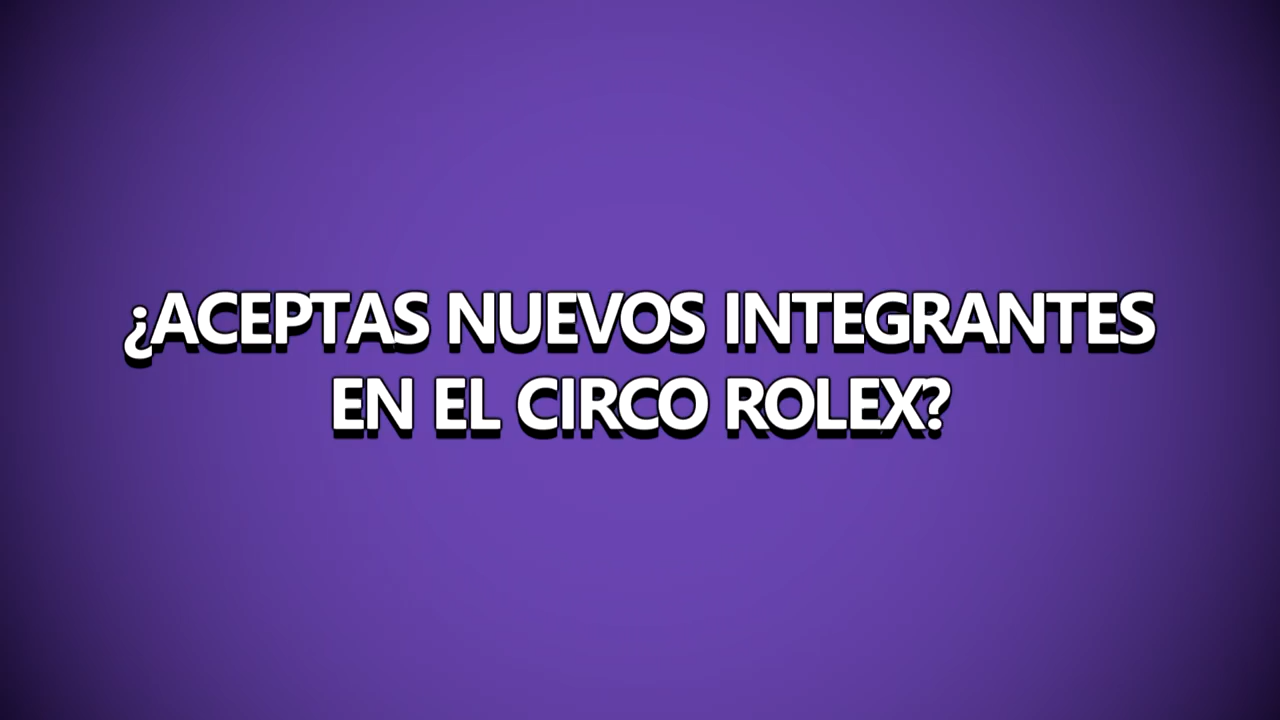 ¿ACEPTAS NUEVOS INTEGRANTES
EN EL CIRCO ROLEX?